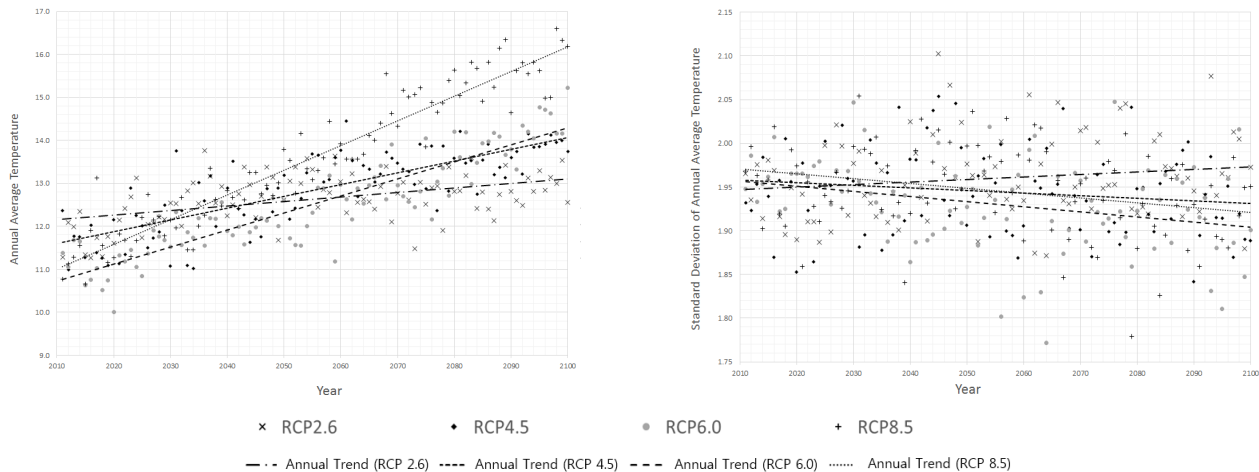 17.0
16.0
15.0
14.0
13.0
12.0
11.0
10.0
9.0
Annual Average Temperature
2010 2020 2030 2040 2050 2060 2070 2080 2090 2100
Year
2.15
2.10
2.05
2.00
1.95
1.90
1.85
1.80
1.75
Standard Deviation of Annual Average Temperature
2010 2020 2030 2040 2050 2060 2070 2080 2090 2100
Year
RCP2.6 RCP4.5 RCP6.0 RCP8.5
Annual Trend (RCP 2.6) Annual Trend (RCP 4.5) Annual Trend (RCP 6.0) Annual Trend (RCP 8.5)